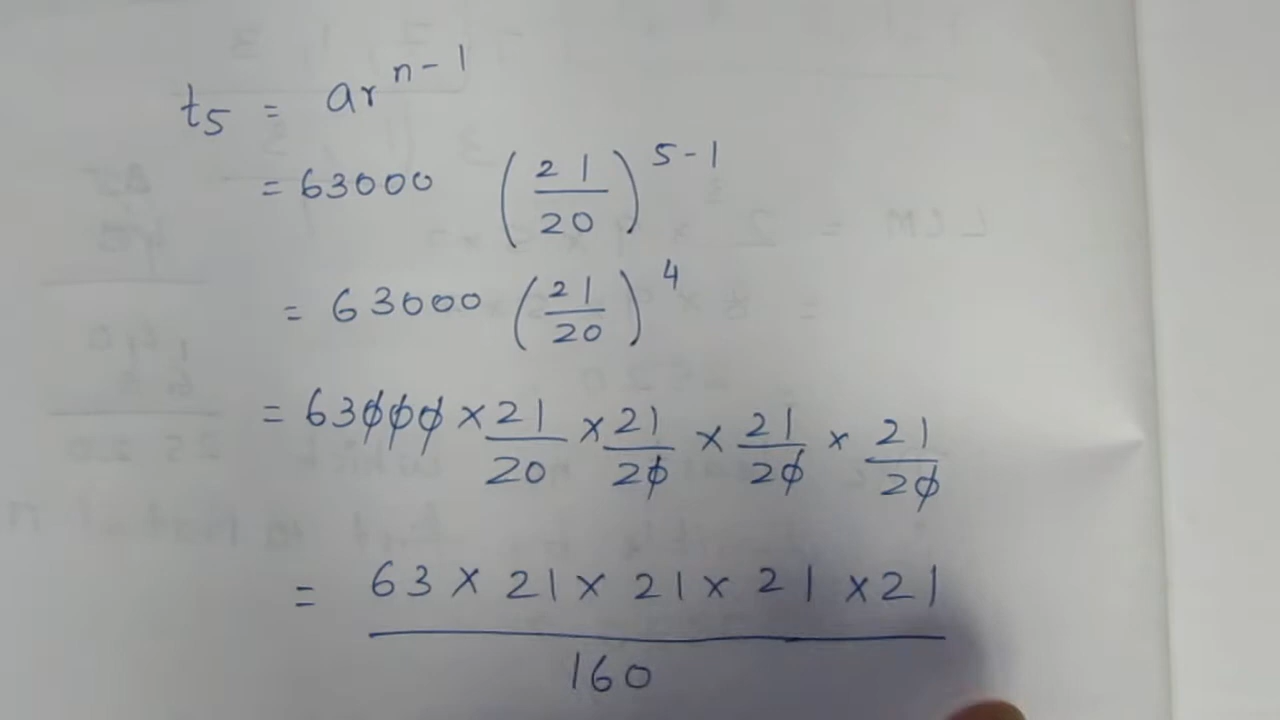 t₅ = ar^(n-1)
= 63000 (21/20)^(5-1)
= 63000 (21/20)^4
= 63000 × 21/20 × 21/20 × 21/20 × 21/20
= 63 × 21 × 21 × 21 × 21 / 160